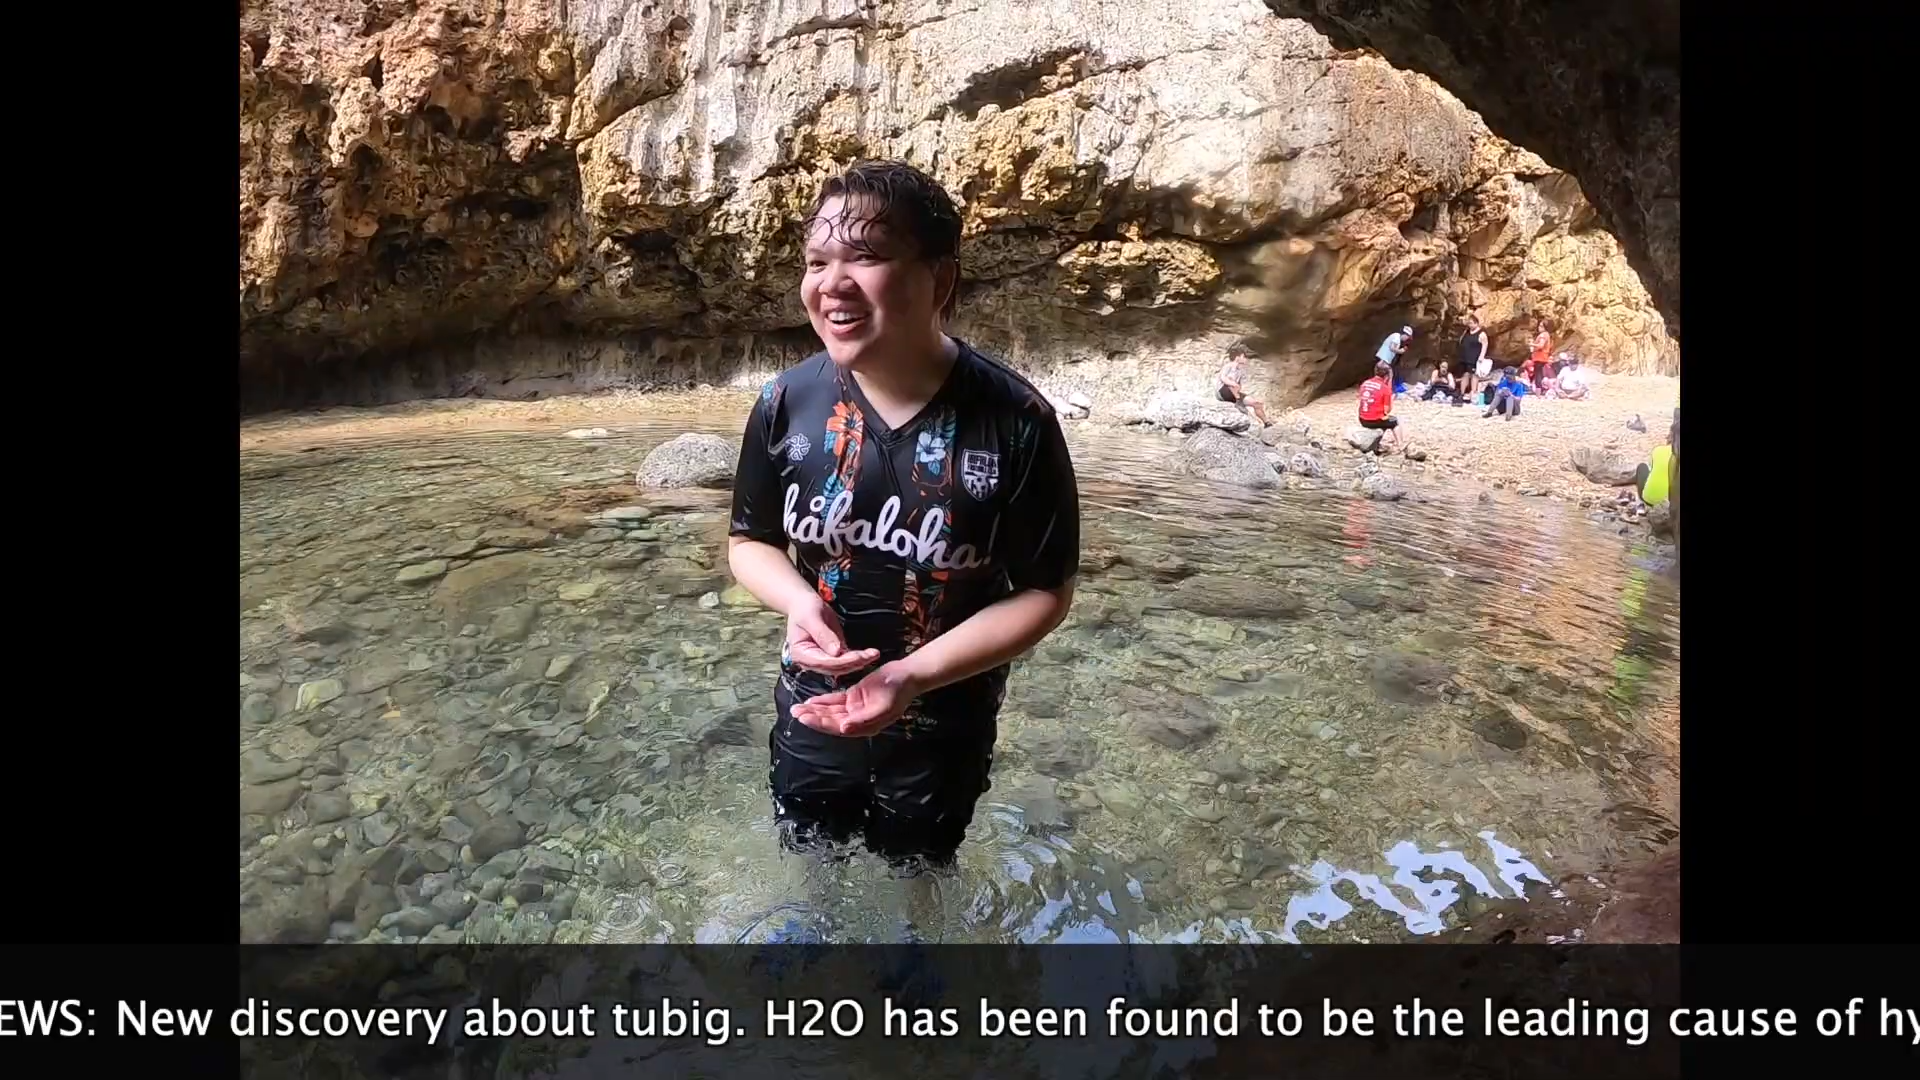 håfaloha!
EWS: New discovery about tubig. H2O has been found to be the leading cause of hy